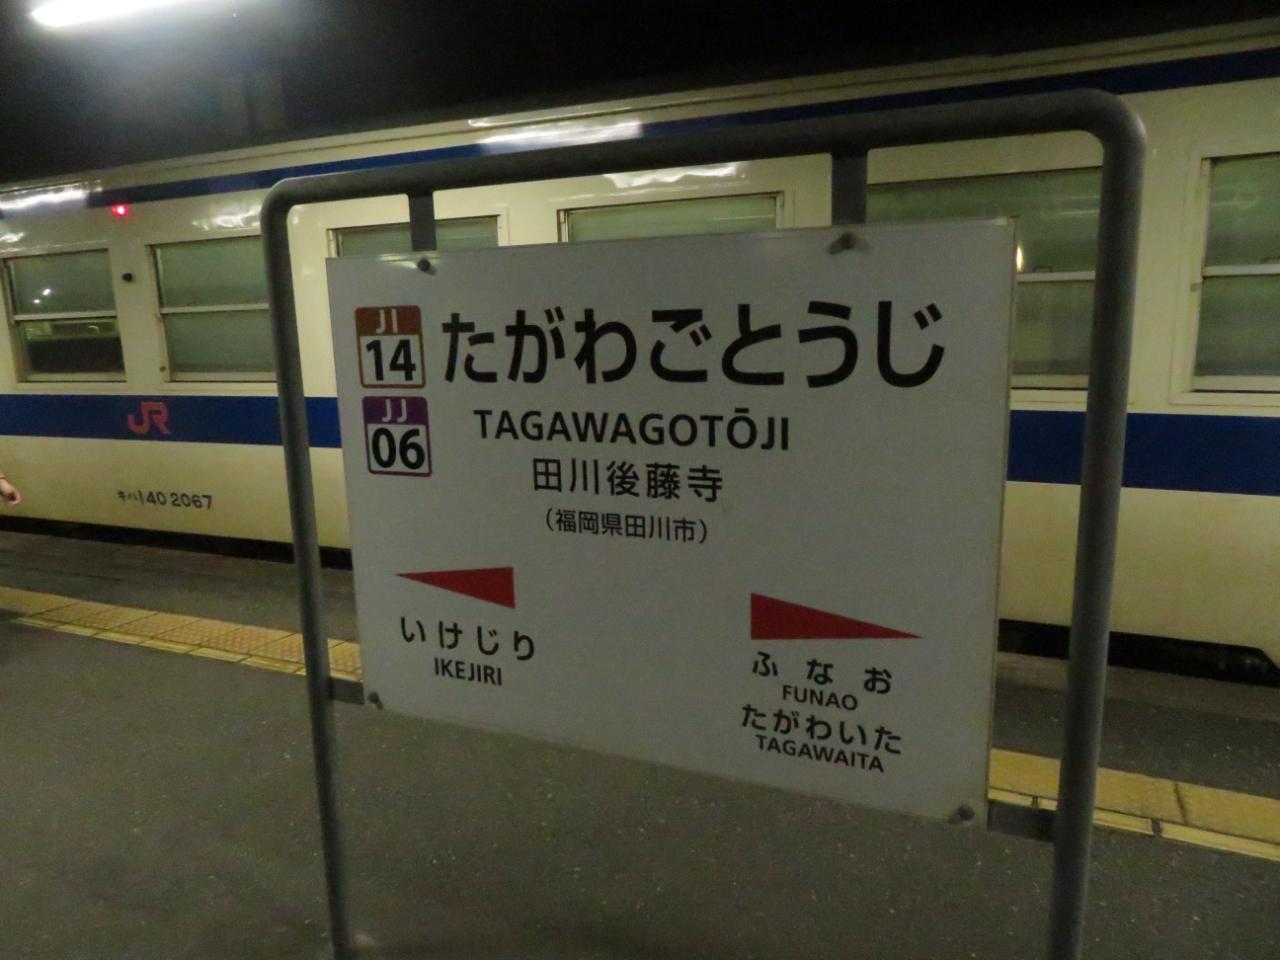 JI
14
たがわごとうじ
JJ
06
TAGAWAGOTŌJI
田川後藤寺
(福岡県田川市)
いけじり
IKEJIRI
ふなお
FUNAO
たがわいた
TAGAWAITA
JR
キハ140 2067